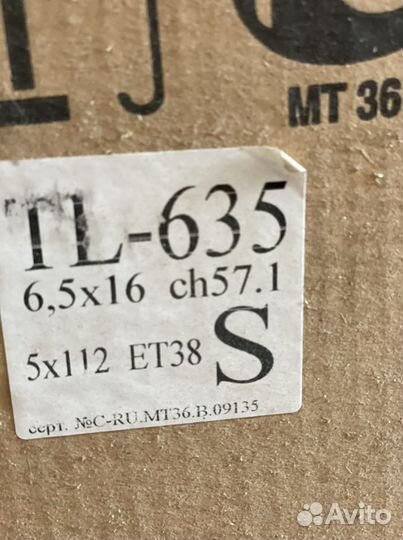 MT 36
TL-635
6,5x16 ch57.1
5x112 ET38 S
серт. №C-RU.MT36.B.09135
Avito